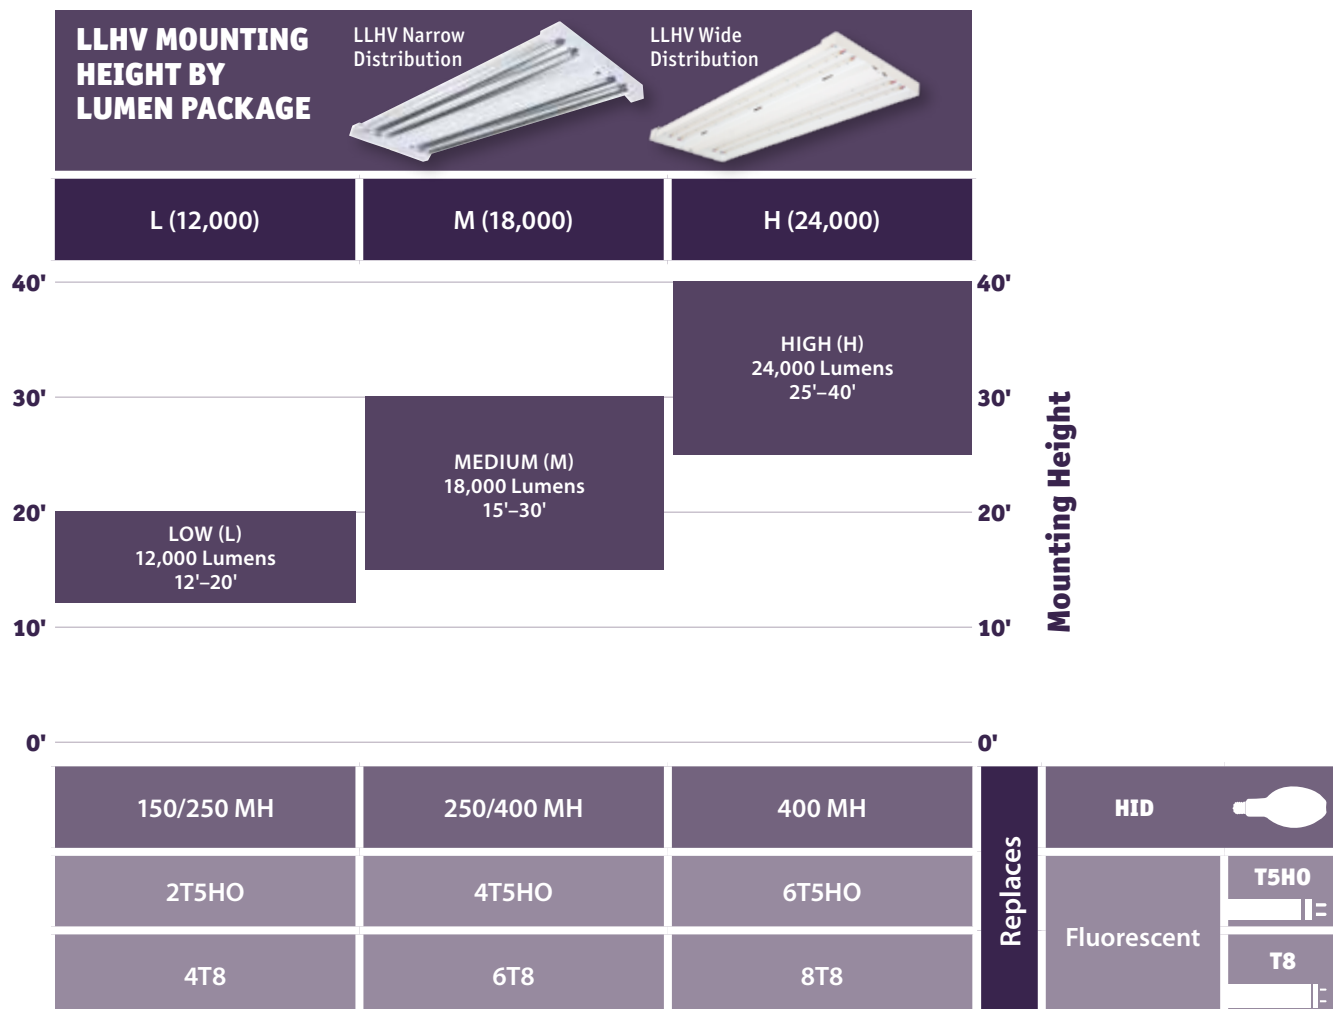 LLHV MOUNTING
HEIGHT BY
LUMEN PACKAGE
LLHV Narrow
Distribution
LLHV Wide
Distribution
L (12,000)
M (18,000)
H (24,000)
40'
40'
HIGH (H)
24,000 Lumens
25'–40'
30'
30'
MEDIUM (M)
18,000 Lumens
15'–30'
20'
20'
LOW (L)
12,000 Lumens
12'–20'
10'
10'
0'
0'
Mounting Height
150/250 MH
250/400 MH
400 MH
Replaces
HID
2T5HO
4T5HO
6T5HO
Fluorescent
T5HO
4T8
6T8
8T8
T8